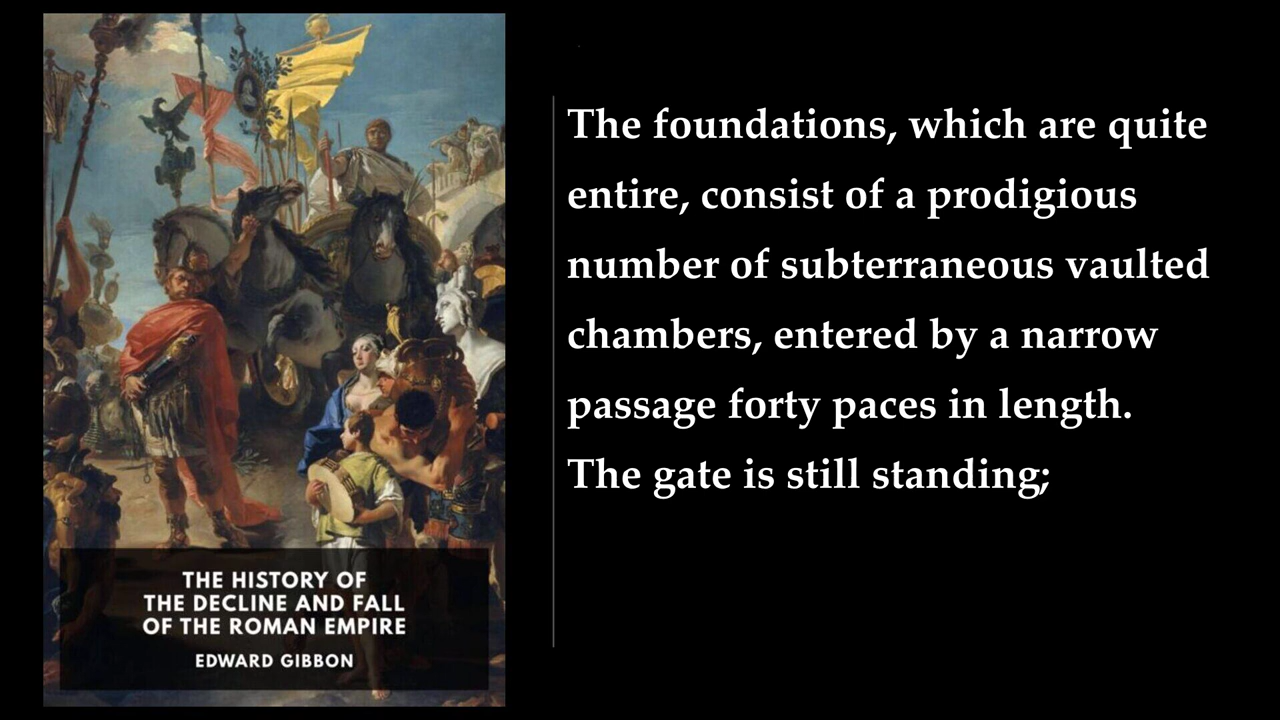 THE HISTORY OF
THE DECLINE AND FALL
OF THE ROMAN EMPIRE
EDWARD GIBBON
The foundations, which are quite
entire, consist of a prodigious
number of subterraneous vaulted
chambers, entered by a narrow
passage forty paces in length.
The gate is still standing;